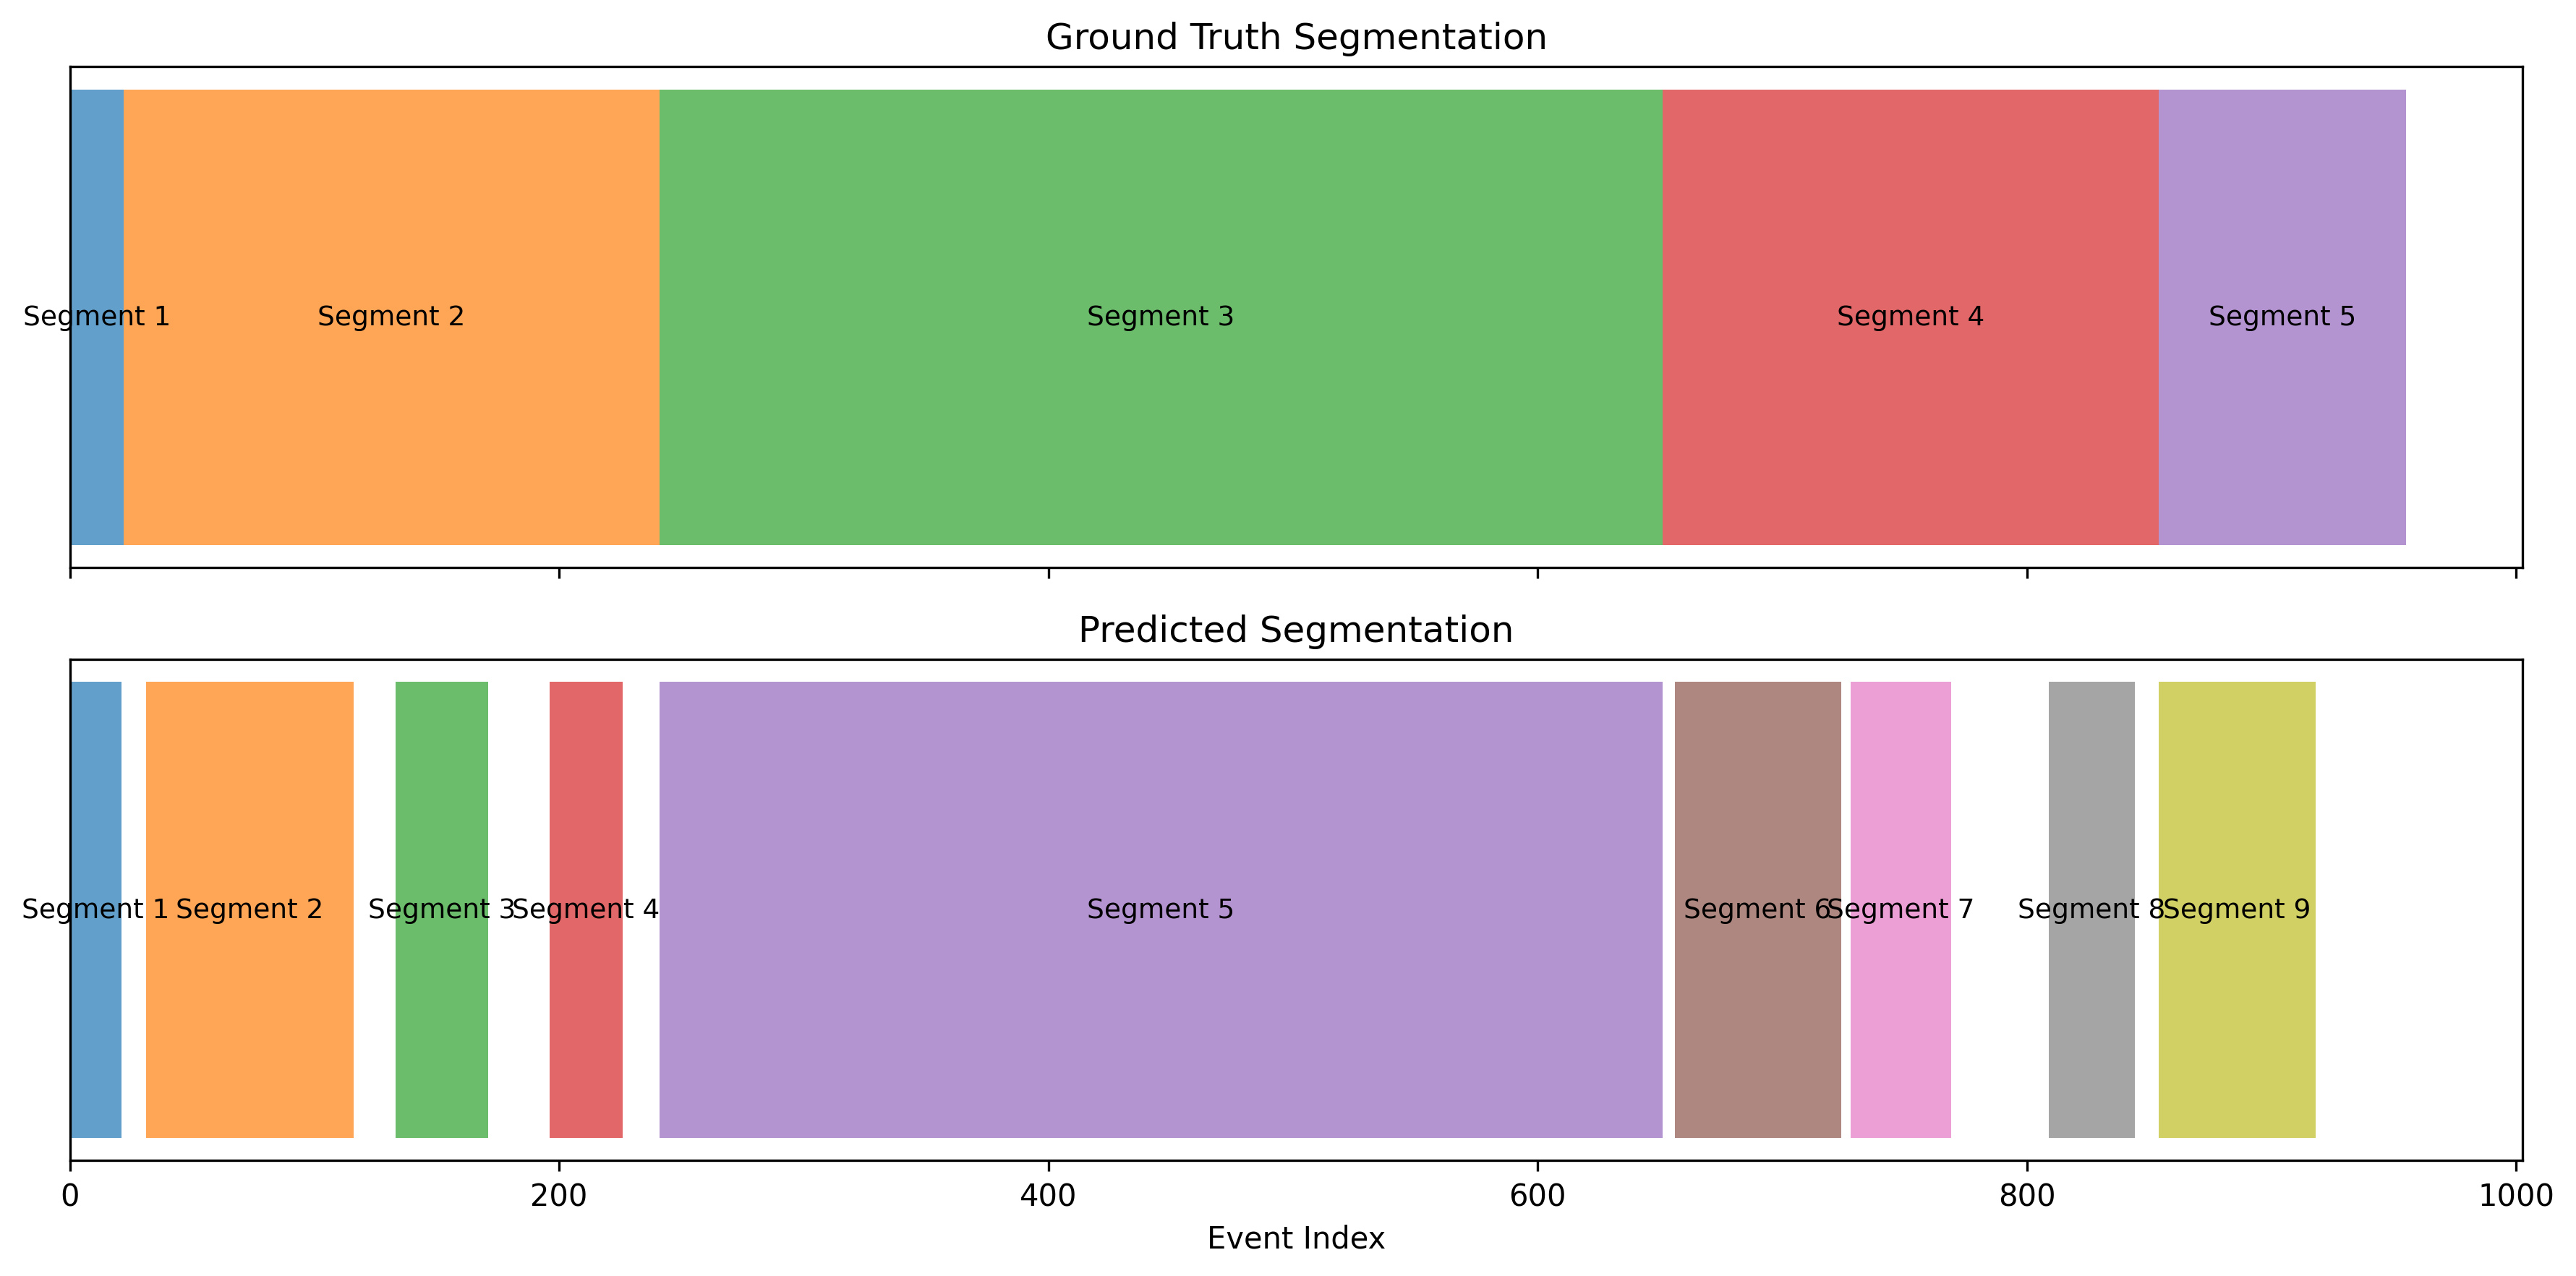 Ground Truth Segmentation
Segment 1 Segment 2 Segment 3 Segment 4 Segment 5
Predicted Segmentation
Segment 1 Segment 2 Segment 3 Segment 4 Segment 5 Segment 6 Segment 7 Segment 8 Segment 9
0 200 400 600 800 1000
Event Index